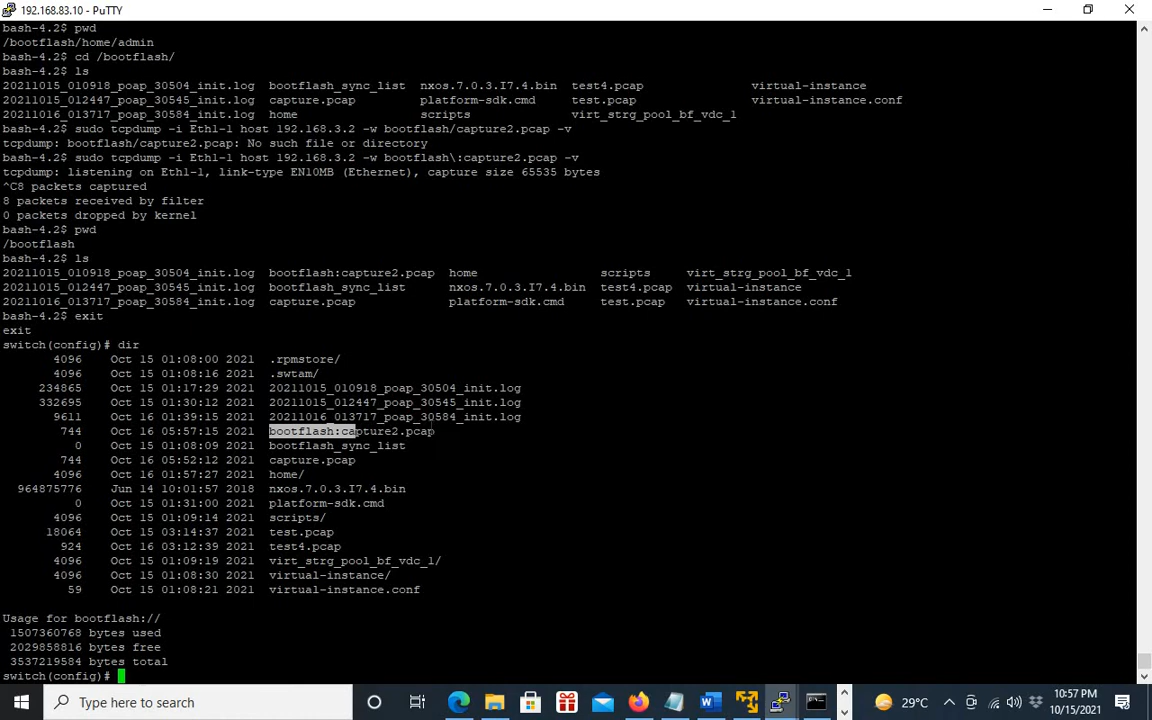 192.168.83.10 - PuTTY
bash-4.2$ pwd
/bootflash/home/admin
bash-4.2$ cd /bootflash/
bash-4.2$ ls
20211015_010918_poap_30504_init.log  bootflash_sync_list  nxos.7.0.3.I7.4.bin  test4.pcap            virtual-instance
20211015_012447_poap_30545_init.log  capture.pcap         platform-sdk.cmd     test.pcap             virtual-instance.conf
20211016_013717_poap_30584_init.log  home                 scripts              virt_strg_pool_bf_vdc_1
bash-4.2$ sudo tcpdump -i Eth1-1 host 192.168.3.2 -w bootflash/capture2.pcap -v
tcpdump: bootflash/capture2.pcap: No such file or directory
bash-4.2$ sudo tcpdump -i Eth1-1 host 192.168.3.2 -w bootflash\:capture2.pcap -v
tcpdump: listening on Eth1-1, link-type EN10MB (Ethernet), capture size 65535 bytes
^C8 packets captured
8 packets received by filter
0 packets dropped by kernel
bash-4.2$ pwd
/bootflash
bash-4.2$ ls
20211015_010918_poap_30504_init.log  bootflash:capture2.pcap  home                 scripts     virt_strg_pool_bf_vdc_1
20211015_012447_poap_30545_init.log  bootflash_sync_list      nxos.7.0.3.I7.4.bin  test4.pcap  virtual-instance
20211016_013717_poap_30584_init.log  capture.pcap             platform-sdk.cmd     test.pcap   virtual-instance.conf
bash-4.2$ exit
exit
switch(config)# dir
4096    Oct 15 01:08:00 2021  .rpmstore/
4096    Oct 15 01:08:16 2021  .swtam/
234865    Oct 15 01:17:29 2021  20211015_010918_poap_30504_init.log
332695    Oct 15 01:30:12 2021  20211015_012447_poap_30545_init.log
9611    Oct 16 01:39:15 2021  20211016_013717_poap_30584_init.log
744    Oct 16 05:57:15 2021  bootflash:capture2.pcap
0    Oct 15 01:08:09 2021  bootflash_sync_list
744    Oct 16 05:52:12 2021  capture.pcap
4096    Oct 16 01:57:27 2021  home/
964875776    Jun 14 10:01:57 2018  nxos.7.0.3.I7.4.bin
0    Oct 15 01:31:00 2021  platform-sdk.cmd
4096    Oct 15 01:09:14 2021  scripts/
18064    Oct 15 03:14:37 2021  test.pcap
924    Oct 16 03:12:39 2021  test4.pcap
4096    Oct 15 01:09:19 2021  virt_strg_pool_bf_vdc_1/
4096    Oct 15 01:08:30 2021  virtual-instance/
59    Oct 15 01:08:21 2021  virtual-instance.conf
Usage for bootflash://
1507360768 bytes used
2029858816 bytes free
3537219584 bytes total
switch(config)#
Type here to search
29°C
10:57 PM
10/15/2021